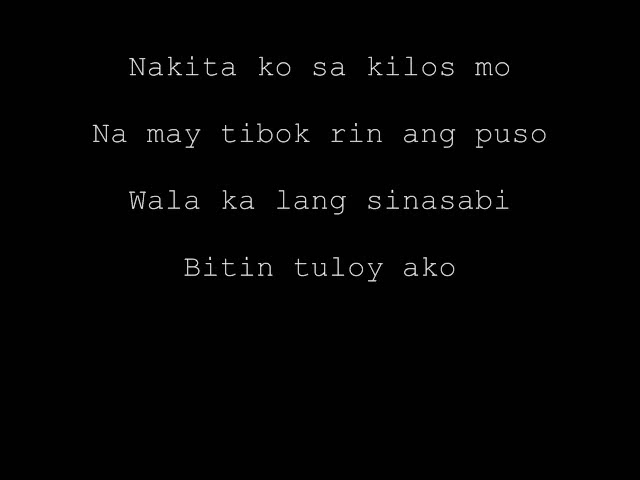 Nakita ko sa kilos mo
Na may tibok rin ang puso
Wala ka lang sinasabi
Bitin tuloy ako